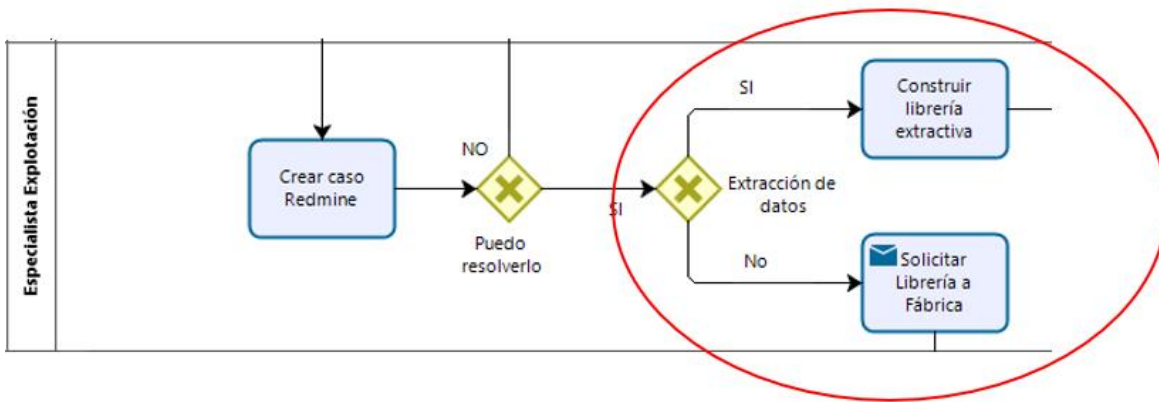 Especialista Explotación
Crear caso
Redmine
NO
Puedo
resolverlo
SI
Extracción de
datos
SI
Construir
librería
extractiva
No
Solicitar
Librería a
Fábrica